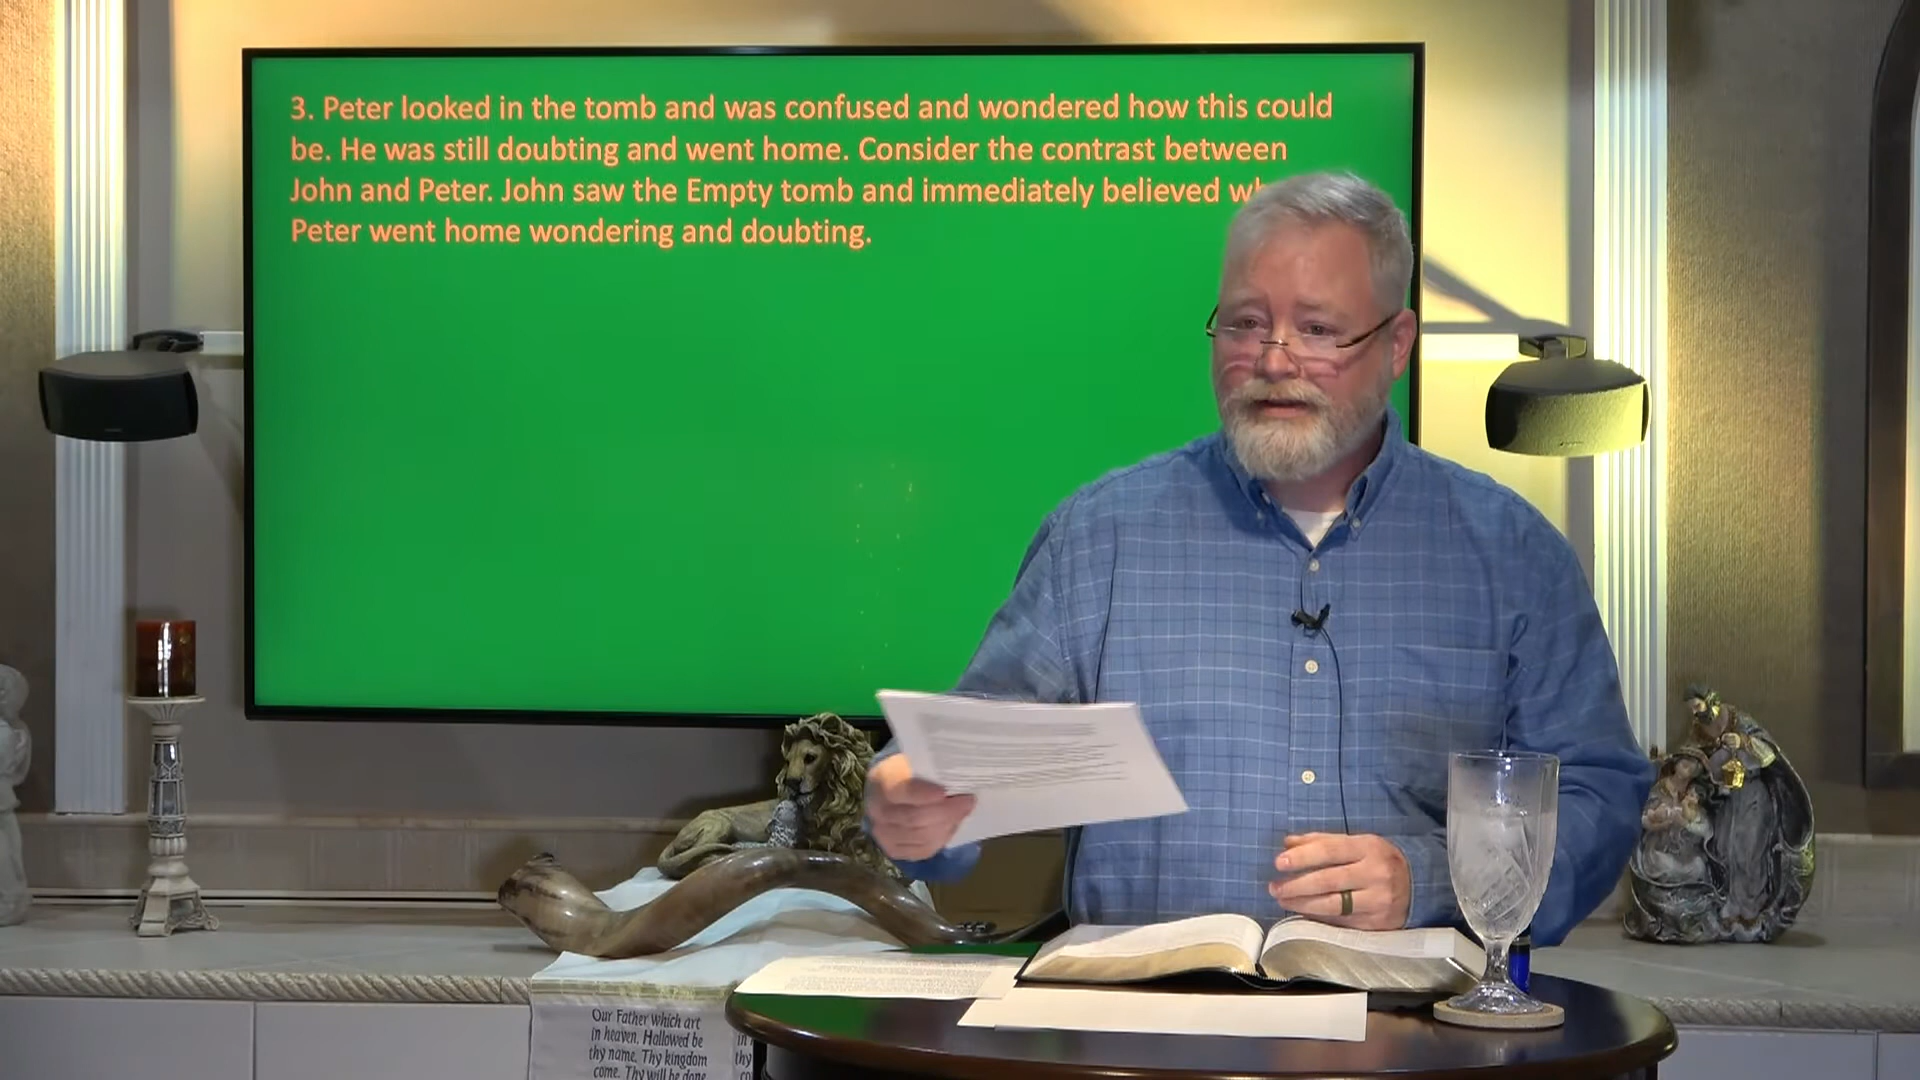 3. Peter looked in the tomb and was confused and wondered how this could
be. He was still doubting and went home. Consider the contrast between
John and Peter. John saw the Empty tomb and immediately believed
Peter went home wondering and doubting.
Our Father which art
in heaven, Hallowed be
thy name. Thy kingdom
come. Thy will be done